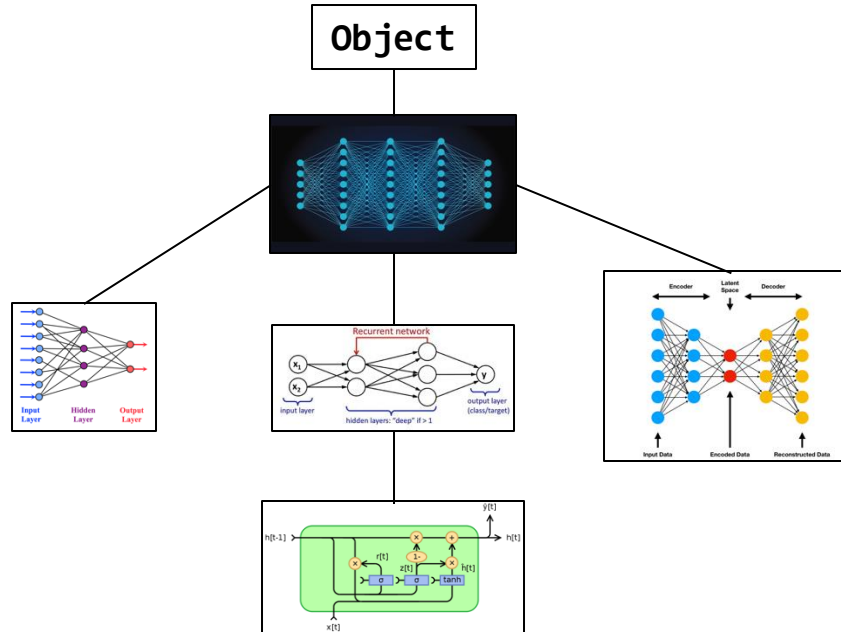 Object
Input
Layer
Hidden
Layer
Output
Layer
Recurrent network
x₁
x₂
y
input layer
hidden layers: "deep" if > 1
output layer
(class/target)
Encoder
Latent
Space
Decoder
Input Data
Encoded Data
Reconstructed Data
ŷ[t]
h[t-1]
h[t]
×
+
r[t]
1-
×
z[t]
×
ĥ[t]
σ
σ
tanh
x[t]